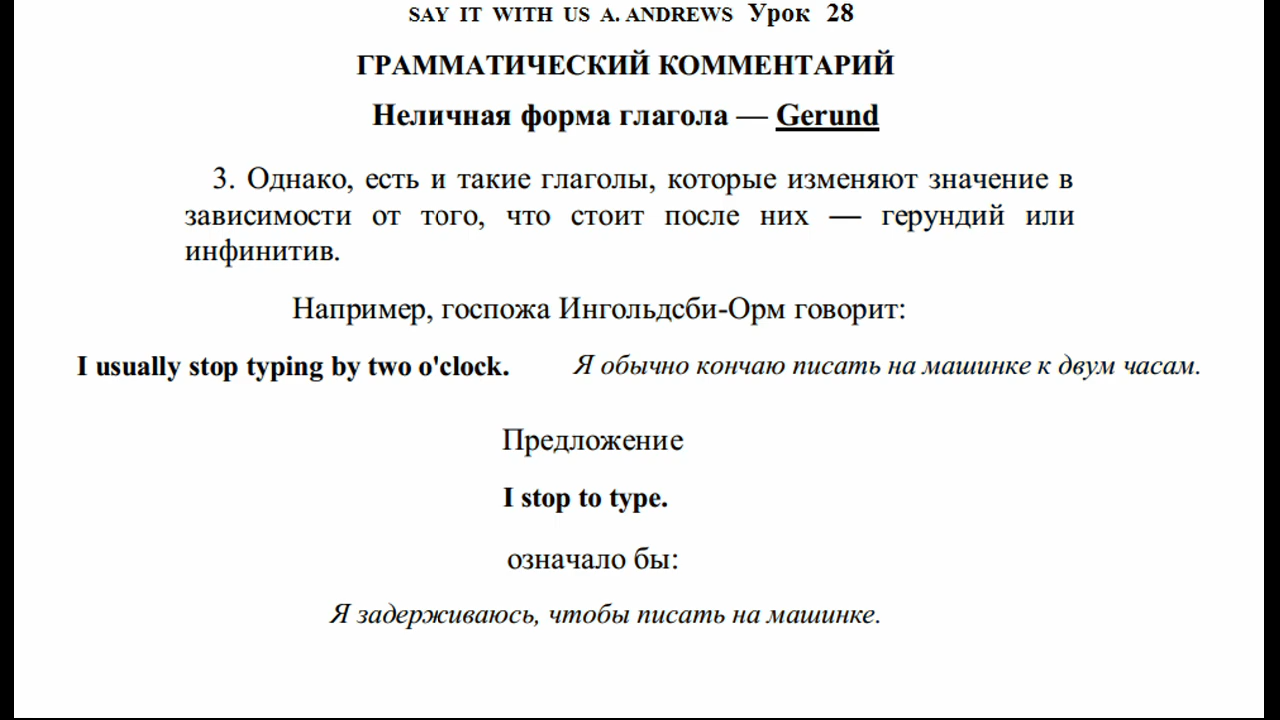 SAY IT WITH US A. ANDREWS Урок 28
ГРАММАТИЧЕСКИЙ КОММЕНТАРИЙ
Неличная форма глагола — Gerund
3. Однако, есть и такие глаголы, которые изменяют значение в
зависимости от того, что стоит после них — герундий или
инфинитив.
Например, госпожа Ингольдсби-Орм говорит:
I usually stop typing by two o'clock. Я обычно кончаю писать на машинке к двум часам.
Предложение
I stop to type.
означало бы:
Я задерживаюсь, чтобы писать на машинке.